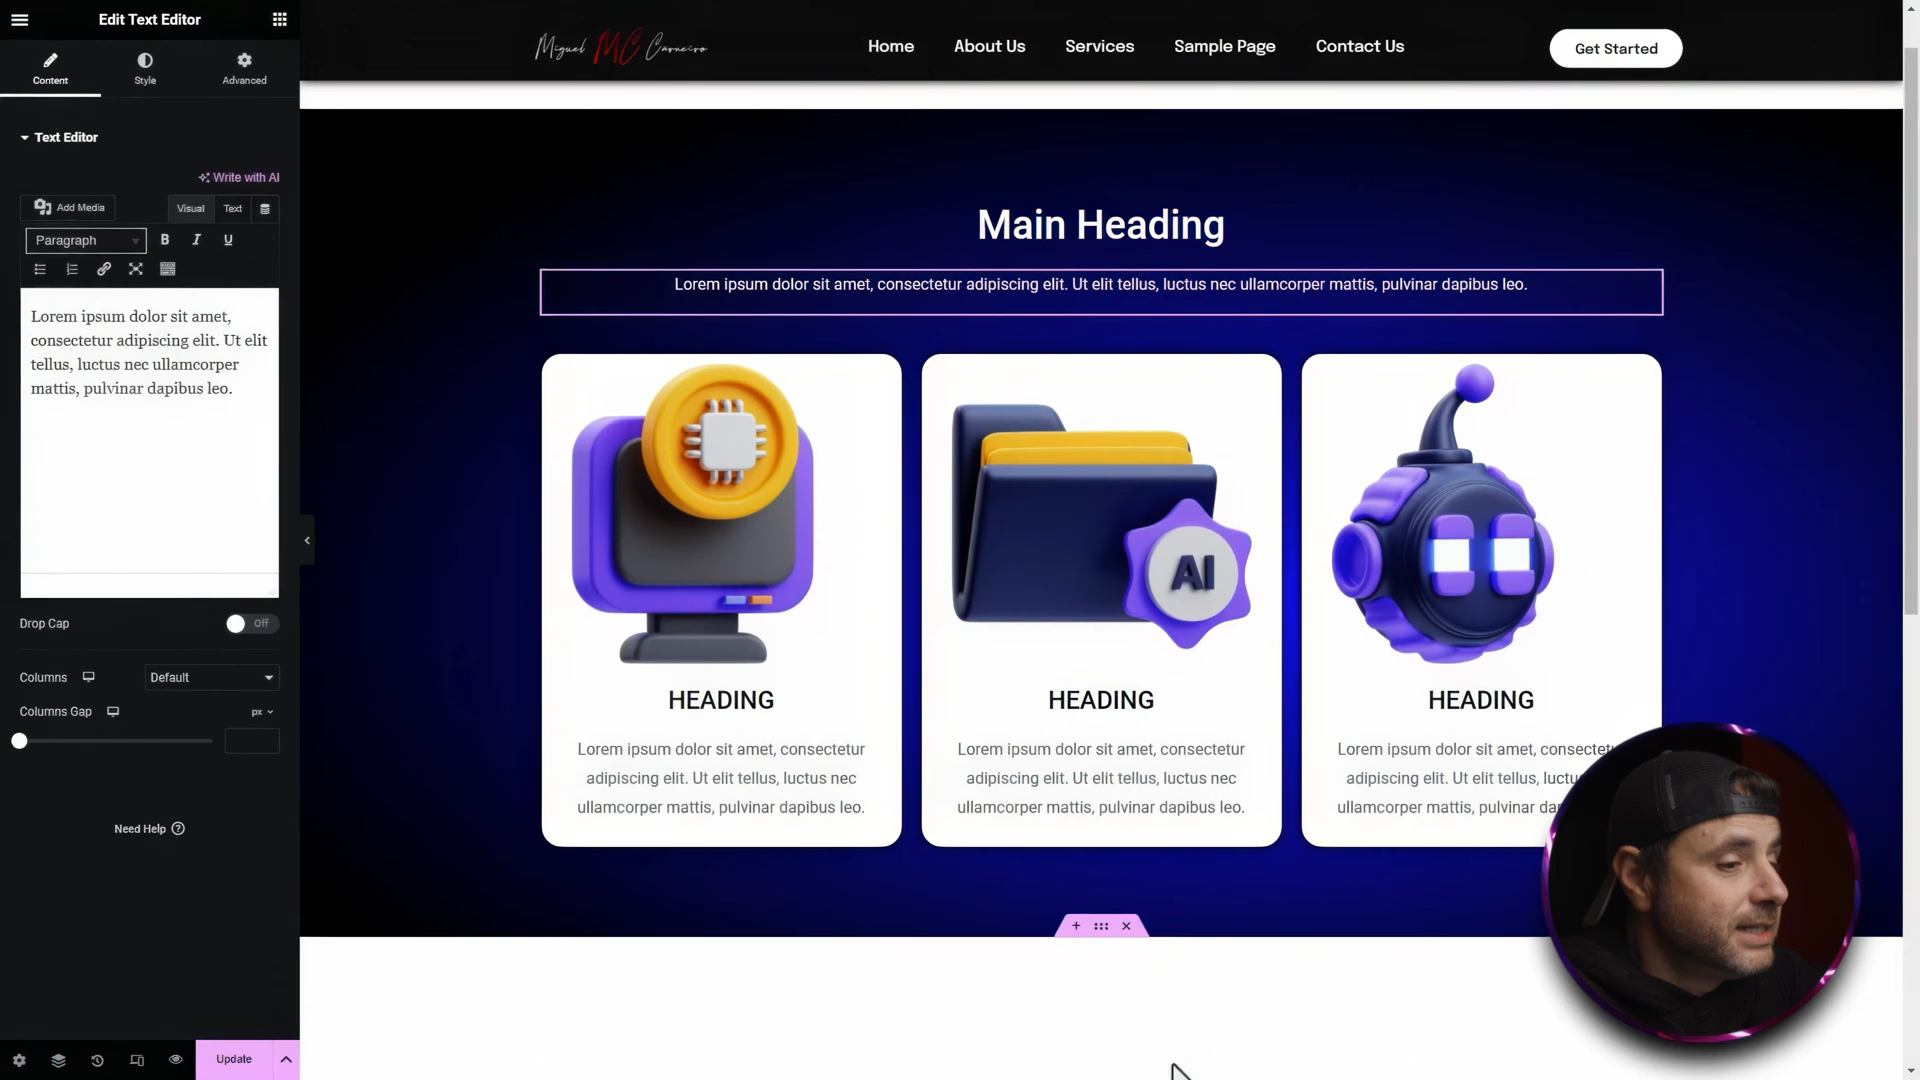 Edit Text Editor
Content
Style
Advanced
Text Editor
Write with AI
Add Media
Visual
Text
Paragraph
B
I
U
Lorem ipsum dolor sit amet,
consectetur adipiscing elit. Ut elit
tellus, luctus nec ullamcorper
mattis, pulvinar dapibus leo.
Drop Cap
Off
Columns
Default
Columns Gap
px
Need Help
Update
Miguel MC Carneiro
Home
About Us
Services
Sample Page
Contact Us
Get Started
Main Heading
Lorem ipsum dolor sit amet, consectetur adipiscing elit. Ut elit tellus, luctus nec ullamcorper mattis, pulvinar dapibus leo.
HEADING
Lorem ipsum dolor sit amet, consectetur
adipiscing elit. Ut elit tellus, luctus nec
ullamcorper mattis, pulvinar dapibus leo.
AI
HEADING
Lorem ipsum dolor sit amet, consectetur
adipiscing elit. Ut elit tellus, luctus nec
ullamcorper mattis, pulvinar dapibus leo.
HEADING
Lorem ipsum dolor sit amet,
adipiscing elit. Ut elit tellus,
ullamcorper mattis, pulvinar